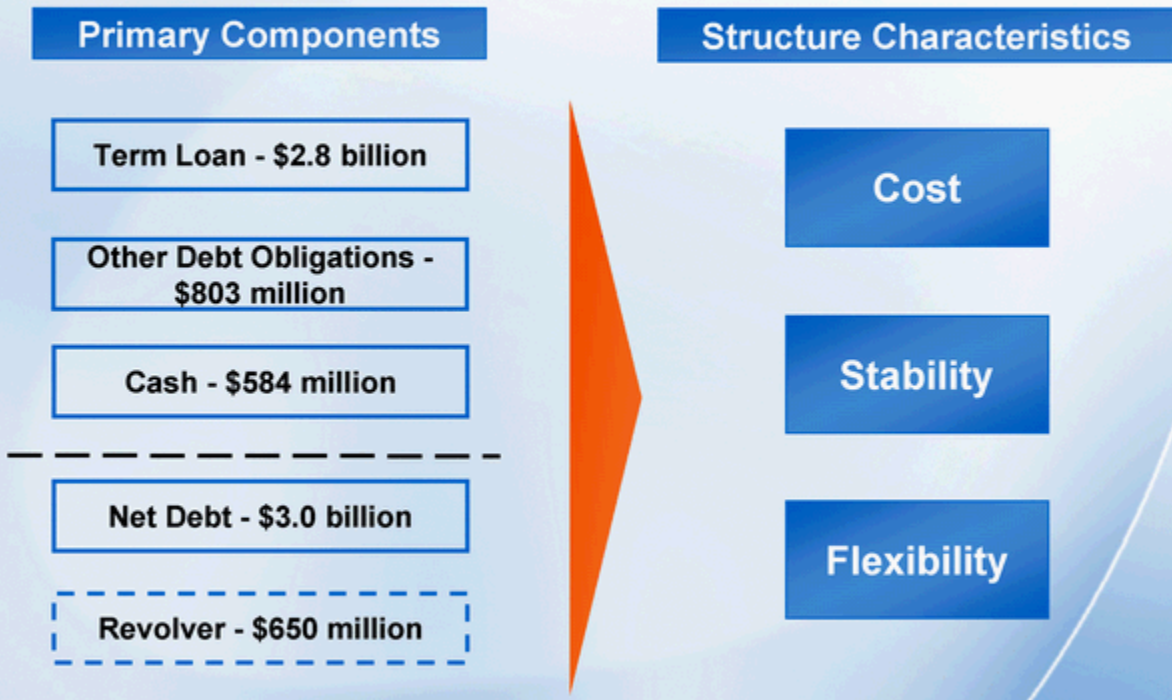 Primary Components
Term Loan - $2.8 billion
Other Debt Obligations -
$803 million
Cash - $584 million
Net Debt - $3.0 billion
Revolver - $650 million
Structure Characteristics
Cost
Stability
Flexibility